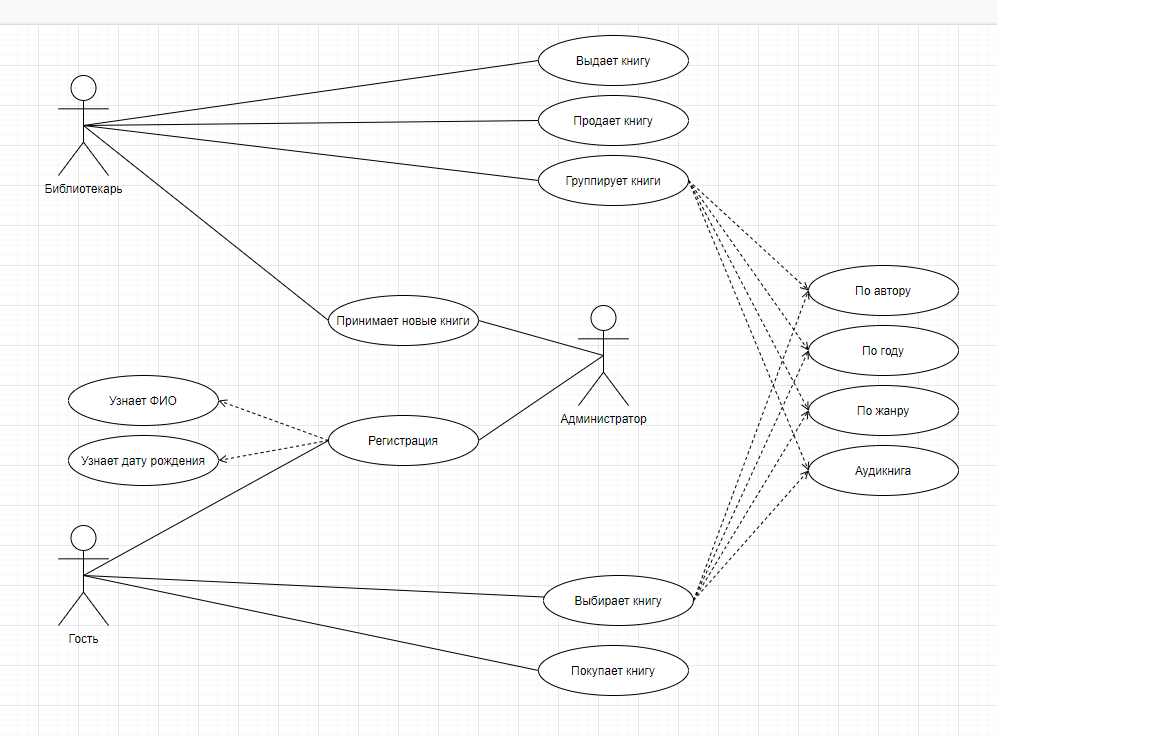 Выдает книгу
Продает книгу
Библиотекарь
Группирует книги
По автору
Принимает новые книги
По году
Узнает ФИО
Администратор
По жанру
Регистрация
Узнает дату рождения
Аудикнига
Выбирает книгу
Гость
Покупает книгу